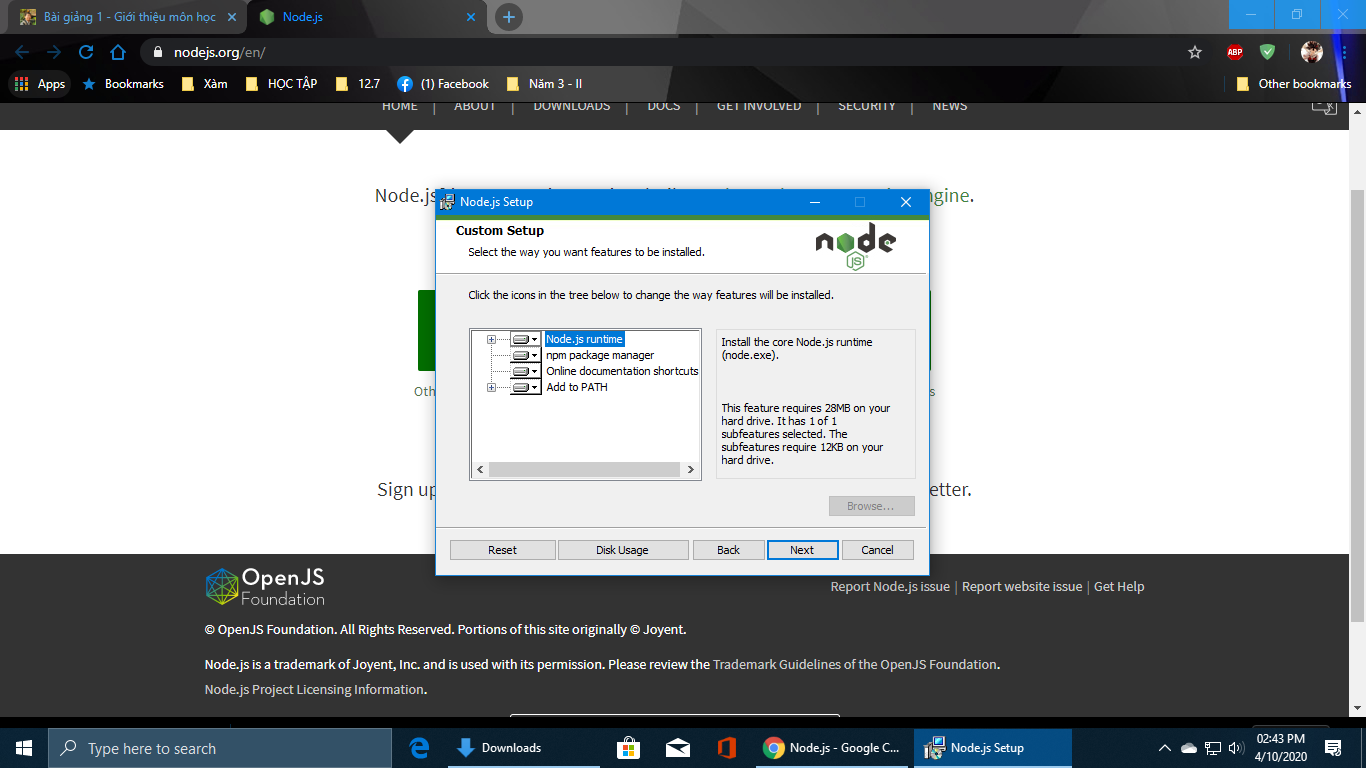 Bài giảng 1 - Giới thiệu môn học
Node.js
nodejs.org/en/
ABP
Apps
Bookmarks
Xàm
HỌC TẬP
12.7
(1) Facebook
Năm 3 - II
Other bookmarks
HOME
ABOUT
DOWNLOADS
DOCS
GET INVOLVED
SECURITY
NEWS
Node.js
ngine.
Node.js Setup
Custom Setup
Select the way you want features to be installed.
node
JS
Click the icons in the tree below to change the way features will be installed.
Node.js runtime
npm package manager
Online documentation shortcuts
Add to PATH
Install the core Node.js runtime
(node.exe).
This feature requires 28MB on your
hard drive. It has 1 of 1
subfeatures selected. The
subfeatures require 12KB on your
hard drive.
Browse...
Reset
Disk Usage
Back
Next
Cancel
Oth
s
Sign up
etter.
OpenJS
Foundation
Report Node.js issue | Report website issue | Get Help
© OpenJS Foundation. All Rights Reserved. Portions of this site originally © Joyent.
Node.js is a trademark of Joyent, Inc. and is used with its permission. Please review the Trademark Guidelines of the OpenJS Foundation.
Node.js Project Licensing Information.
Type here to search
Downloads
Node.js - Google C...
Node.js Setup
02:43 PM
4/10/2020